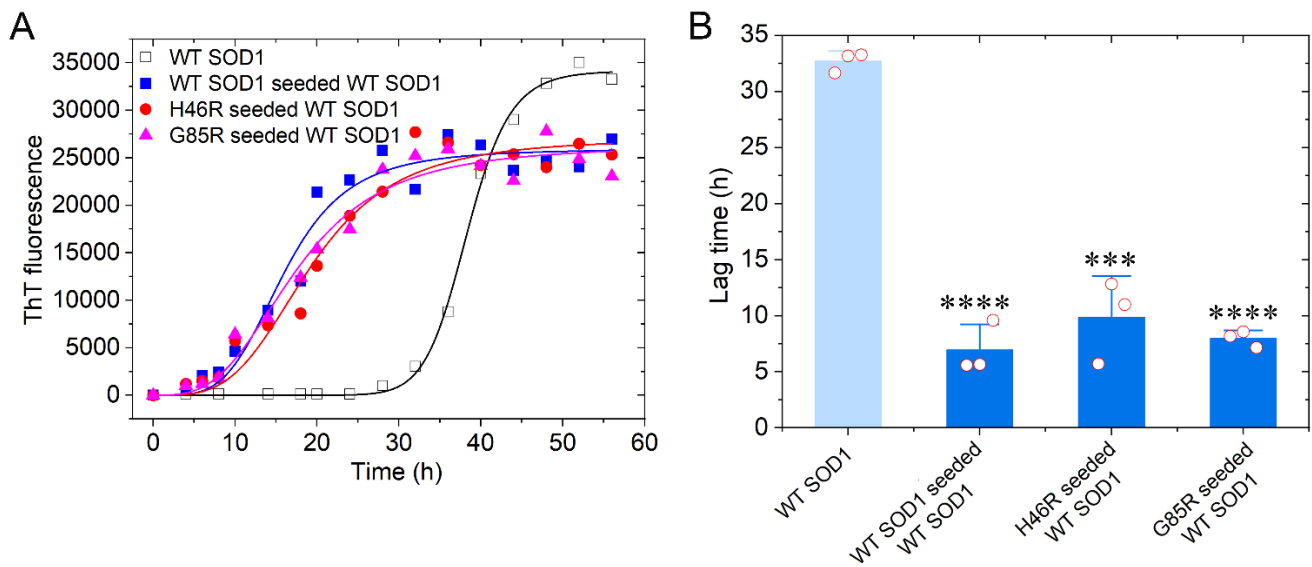 A
WT SOD1
WT SOD1 seeded WT SOD1
H46R seeded WT SOD1
G85R seeded WT SOD1
ThT fluorescence
35000
30000
25000
20000
15000
10000
5000
0
0 10 20 30 40 50 60
Time (h)
B
Lag time (h)
35
30
25
20
15
10
5
0
****
***
****
WT SOD1
WT SOD1 seeded
WT SOD1
H46R seeded
WT SOD1
G85R seeded
WT SOD1